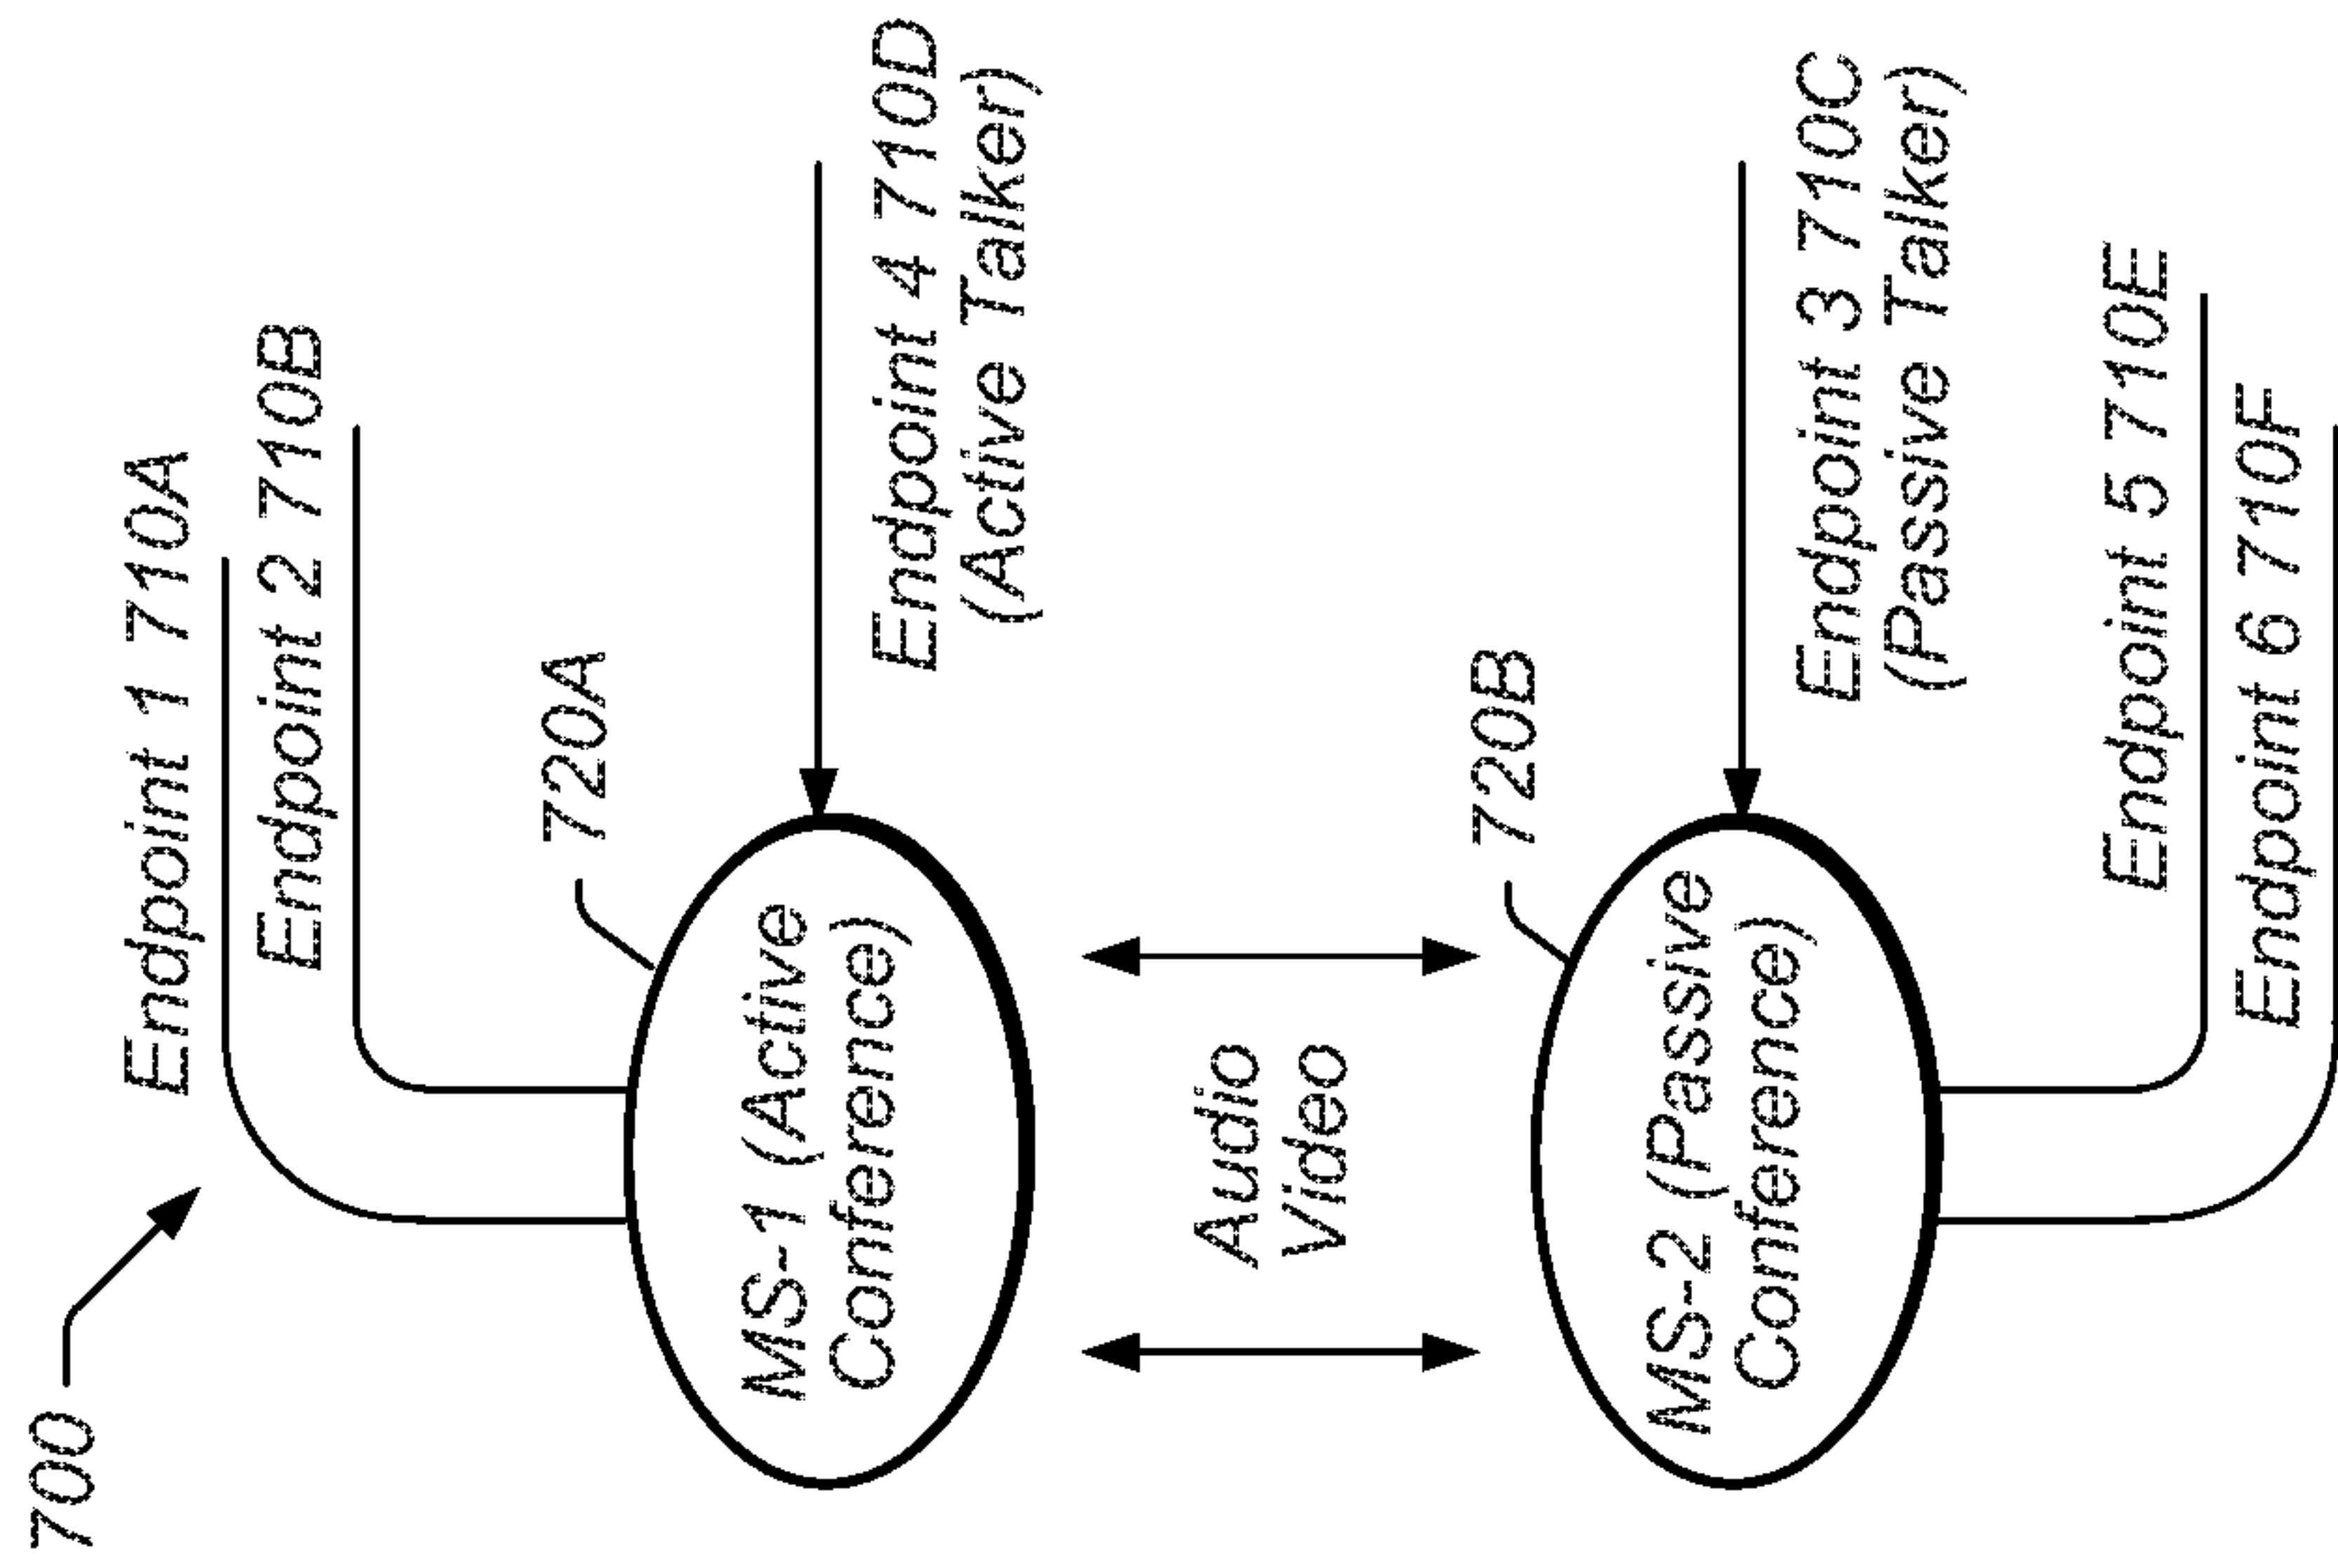 700
Endpoint 1 710A
Endpoint 2 710B
720A
MS-1 (Active
Conference)
Endpoint 4 710D
(Active Talker)
Audio
Video
720B
MS-2 (Passive
Conference)
Endpoint 3 710C
(Passive Talker)
Endpoint 5 710E
Endpoint 6 710F